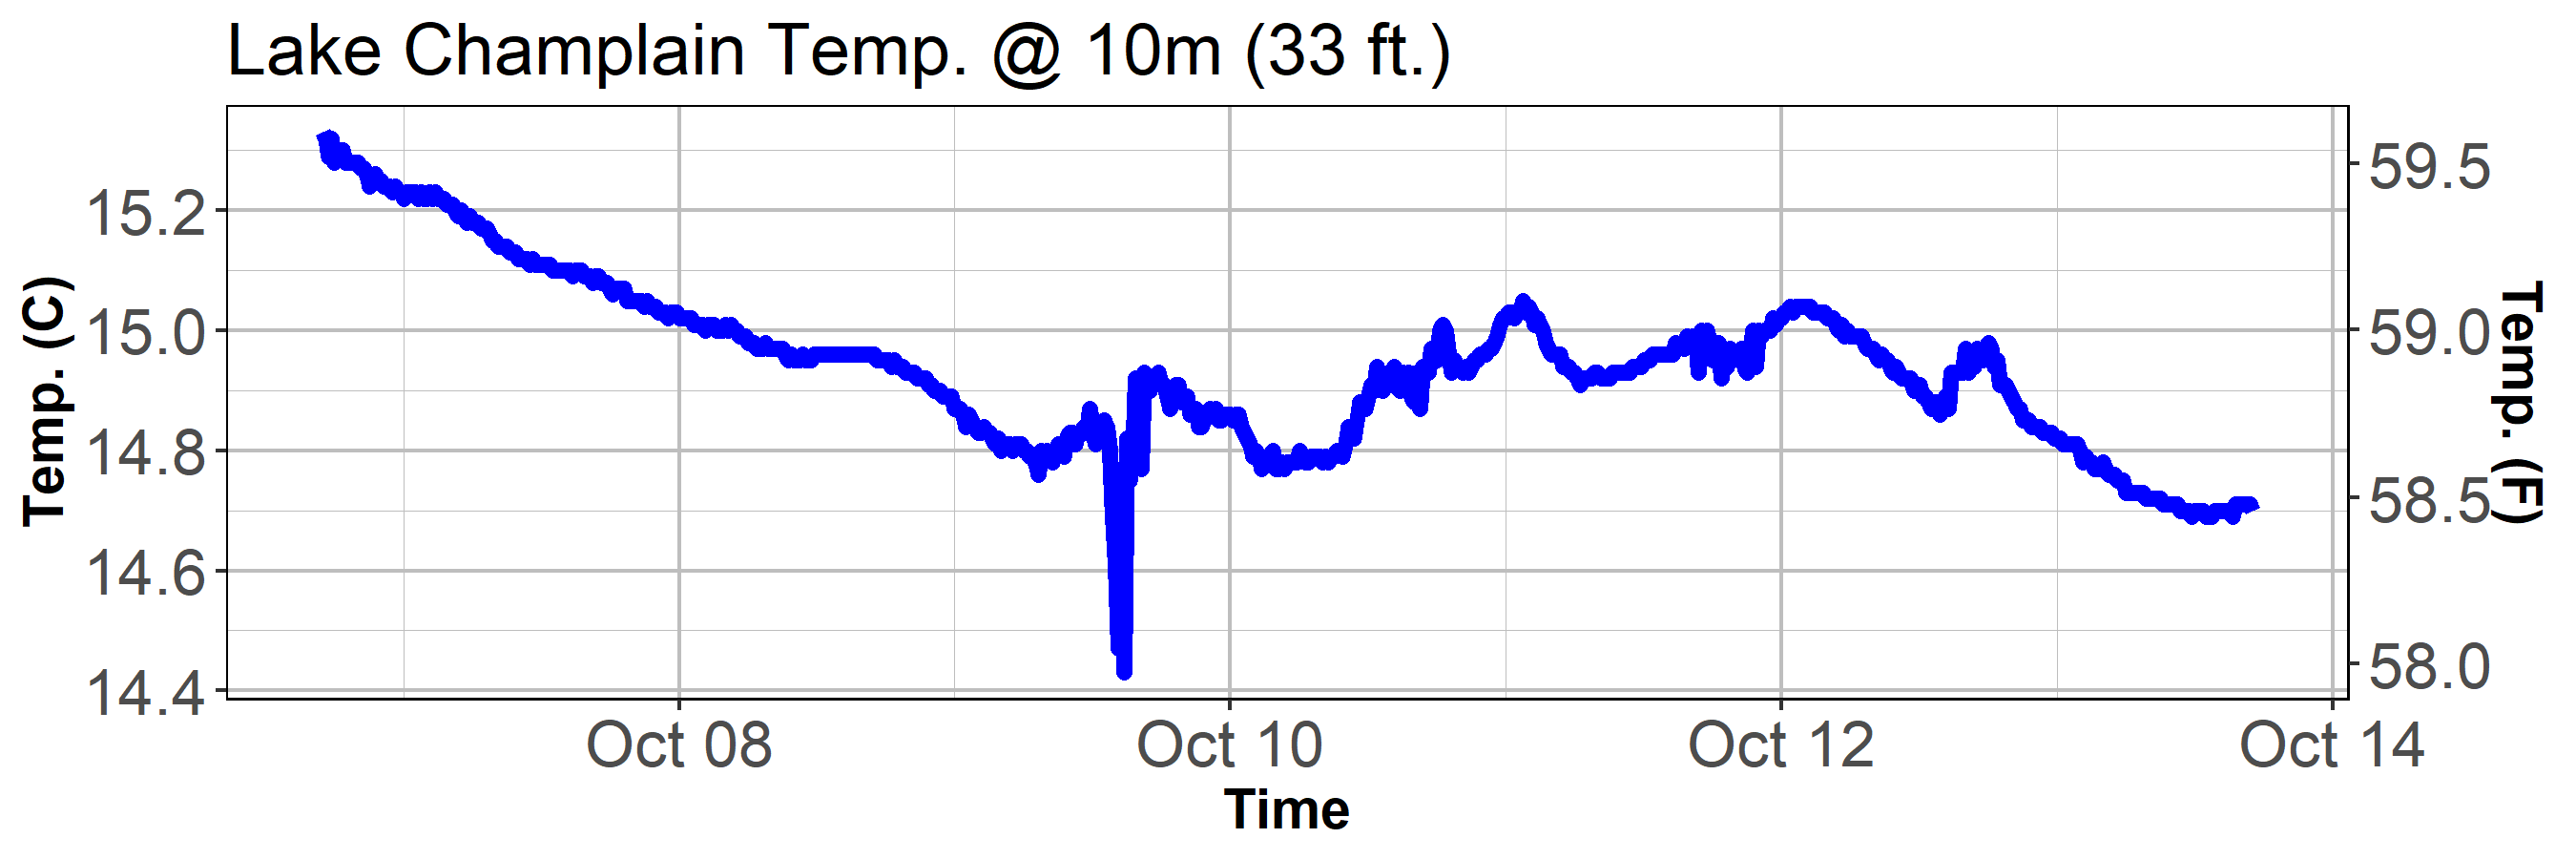 Lake Champlain Temp. @ 10m (33 ft.)
Temp. (C)
15.2
15.0
14.8
14.6
14.4
59.5
59.0
58.5
58.0
Temp. (F)
Oct 08
Oct 10
Oct 12
Oct 14
Time